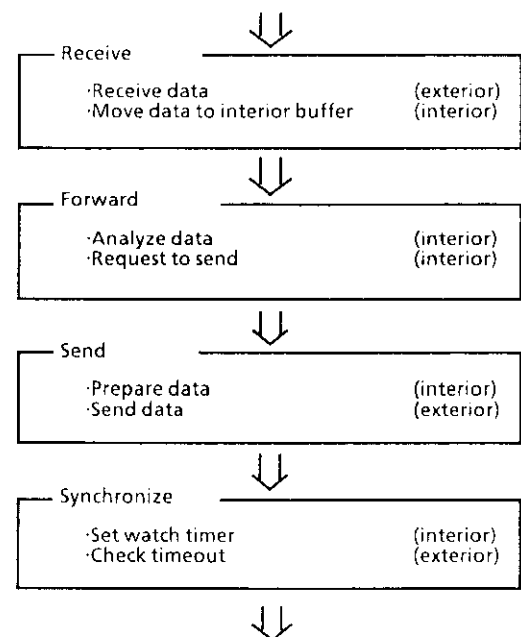 Receive
·Receive data (exterior)
·Move data to interior buffer (interior)
Forward
·Analyze data (interior)
·Request to send (interior)
Send
·Prepare data (interior)
·Send data (exterior)
Synchronize
·Set watch timer (interior)
·Check timeout (exterior)